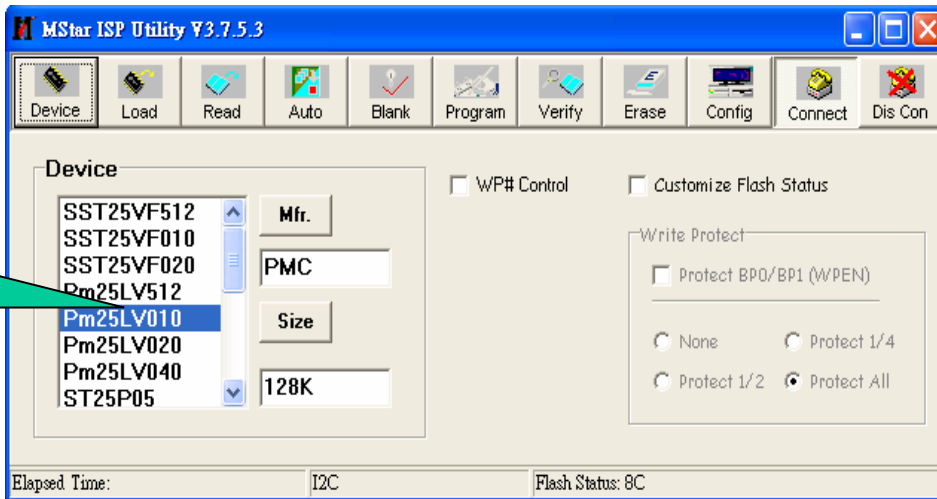 MStar ISP Utility V3.7.5.3
Device Load Read Auto Blank Program Verify Erase Config Connect Dis Con
Device
SST25VF512
SST25VF010
SST25VF020
Pm25LV512
Pm25LV010
Pm25LV020
Pm25LV040
ST25P05
Mfr.
PMC
Size
128K
WP# Control
Customize Flash Status
Write Protect
Protect BP0/BP1 (WPEN)
None Protect 1/4
Protect 1/2 Protect All
Elapsed Time: I2C Flash Status: 8C